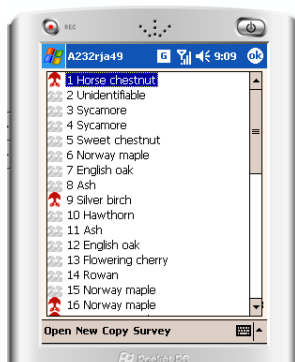 REC
A232rja49 G 9:09 ok
1 Horse chestnut
2 Unidentifiable
3 Sycamore
4 Sycamore
5 Sweet chestnut
6 Norway maple
7 English oak
8 Ash
9 Silver birch
10 Hawthorn
11 Ash
12 English oak
13 Flowering cherry
14 Rowan
15 Norway maple
16 Norway maple
Open New Copy Survey
Pocket PC